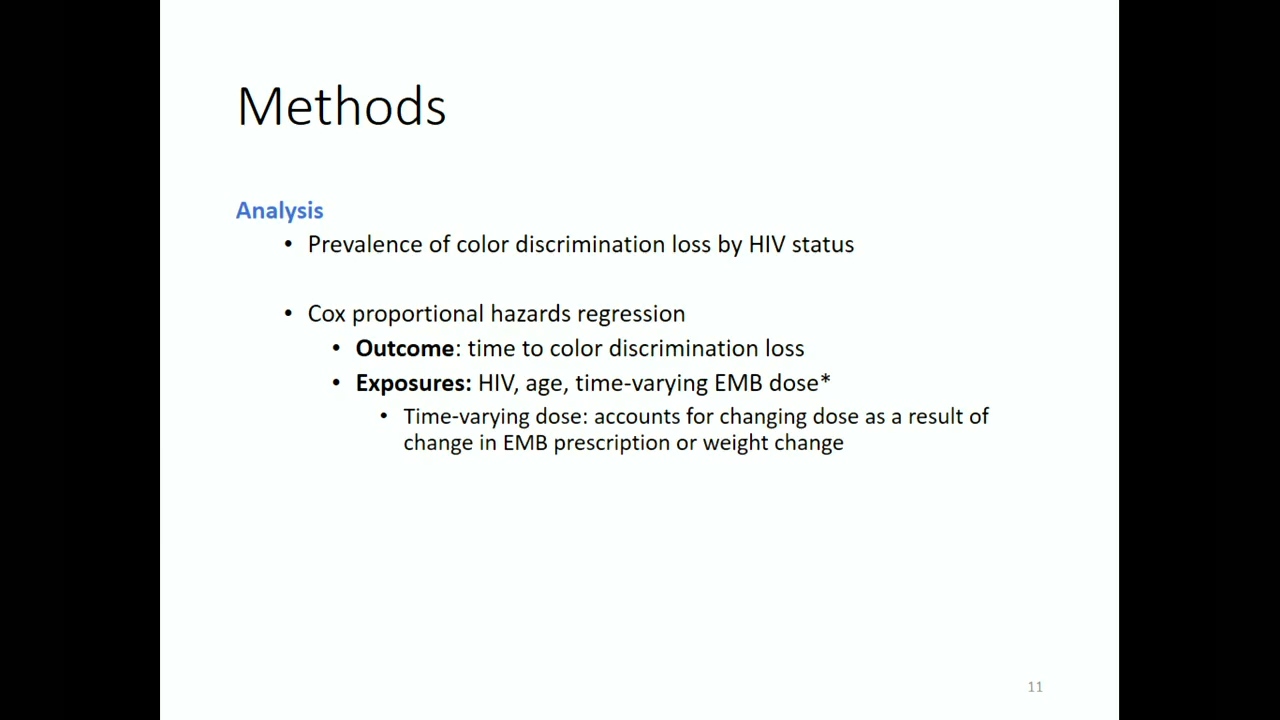 Methods
Analysis
• Prevalence of color discrimination loss by HIV status
• Cox proportional hazards regression
• Outcome: time to color discrimination loss
• Exposures: HIV, age, time-varying EMB dose*
• Time-varying dose: accounts for changing dose as a result of
change in EMB prescription or weight change
11